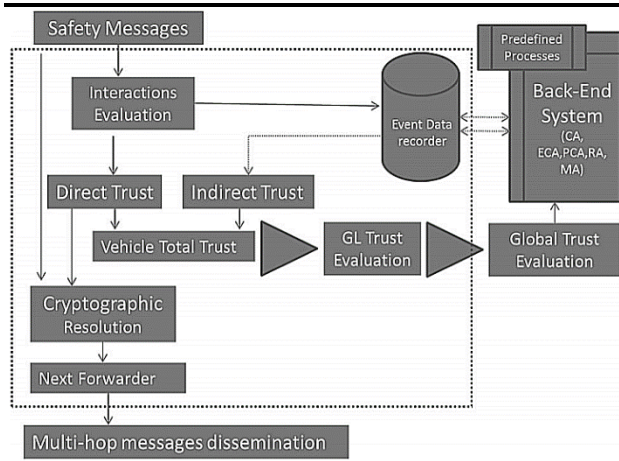 Safety Messages
Predefined
Processes
Interactions
Evaluation
Event Data
recorder
Back-End
System
(CA,
ECA,PCA,RA,
MA)
Direct Trust
Indirect Trust
Vehicle Total Trust
GL Trust
Evaluation
Global Trust
Evaluation
Cryptographic
Resolution
Next Forwarder
Multi-hop messages dissemination